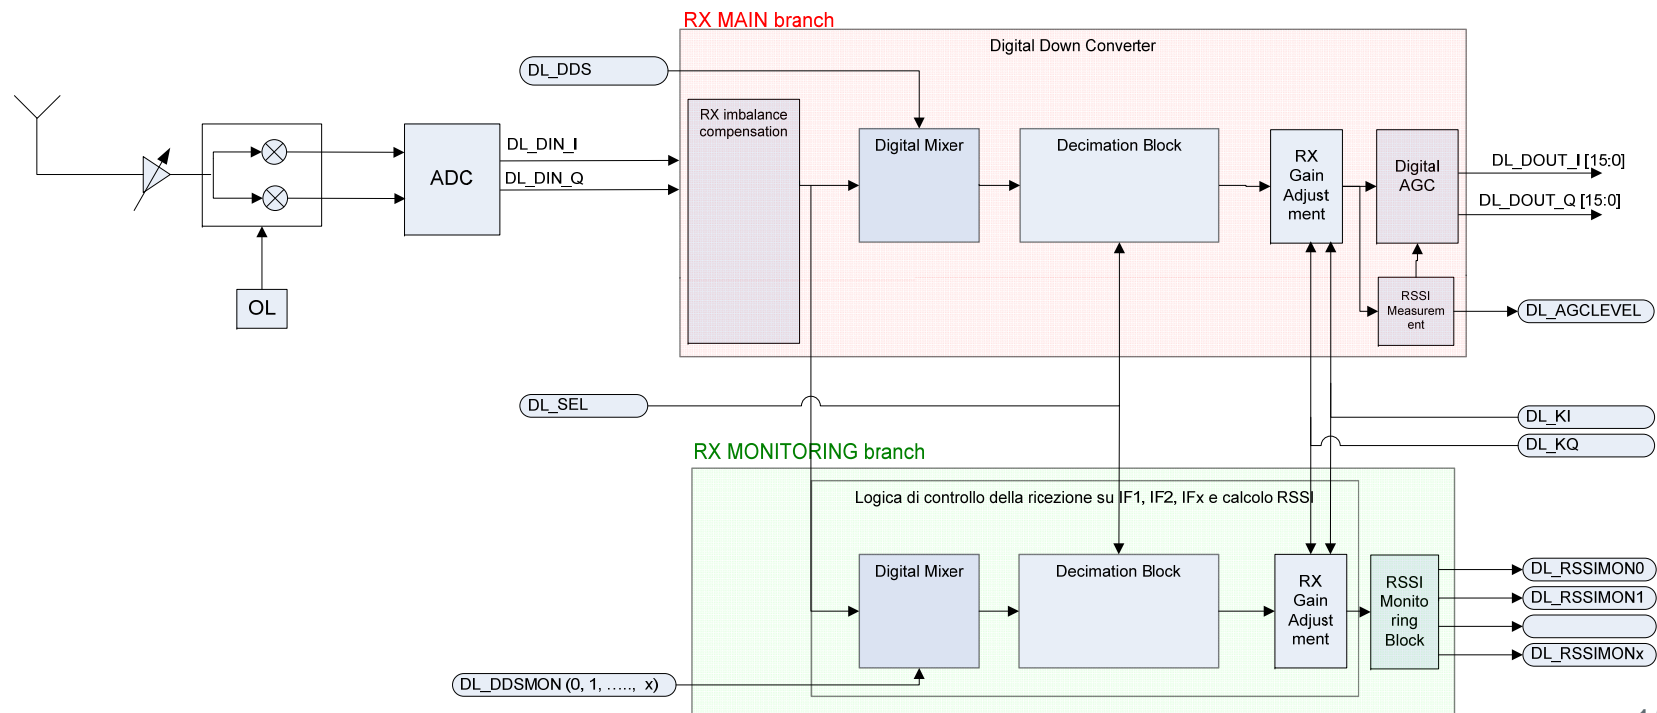 RX MAIN branch
Digital Down Converter
DL_DDS
RX imbalance
compensation
Digital Mixer
Decimation Block
RX
Gain
Adjust
ment
Digital
AGC
DL_DOUT_I [15:0]
DL_DOUT_Q [15:0]
ADC
DL_DIN_I
DL_DIN_Q
OL
RSSI
Measurem
ent
DL_AGCLEVEL
DL_SEL
DL_KI
DL_KQ
RX MONITORING branch
Logica di controllo della ricezione su IF1, IF2, IFx e calcolo RSSI
Digital Mixer
Decimation Block
RX
Gain
Adjust
ment
RSSI
Monito
ring
Block
DL_RSSIMON0
DL_RSSIMON1
DL_RSSIMONx
DL_DDSMON (0, 1, ....., x)